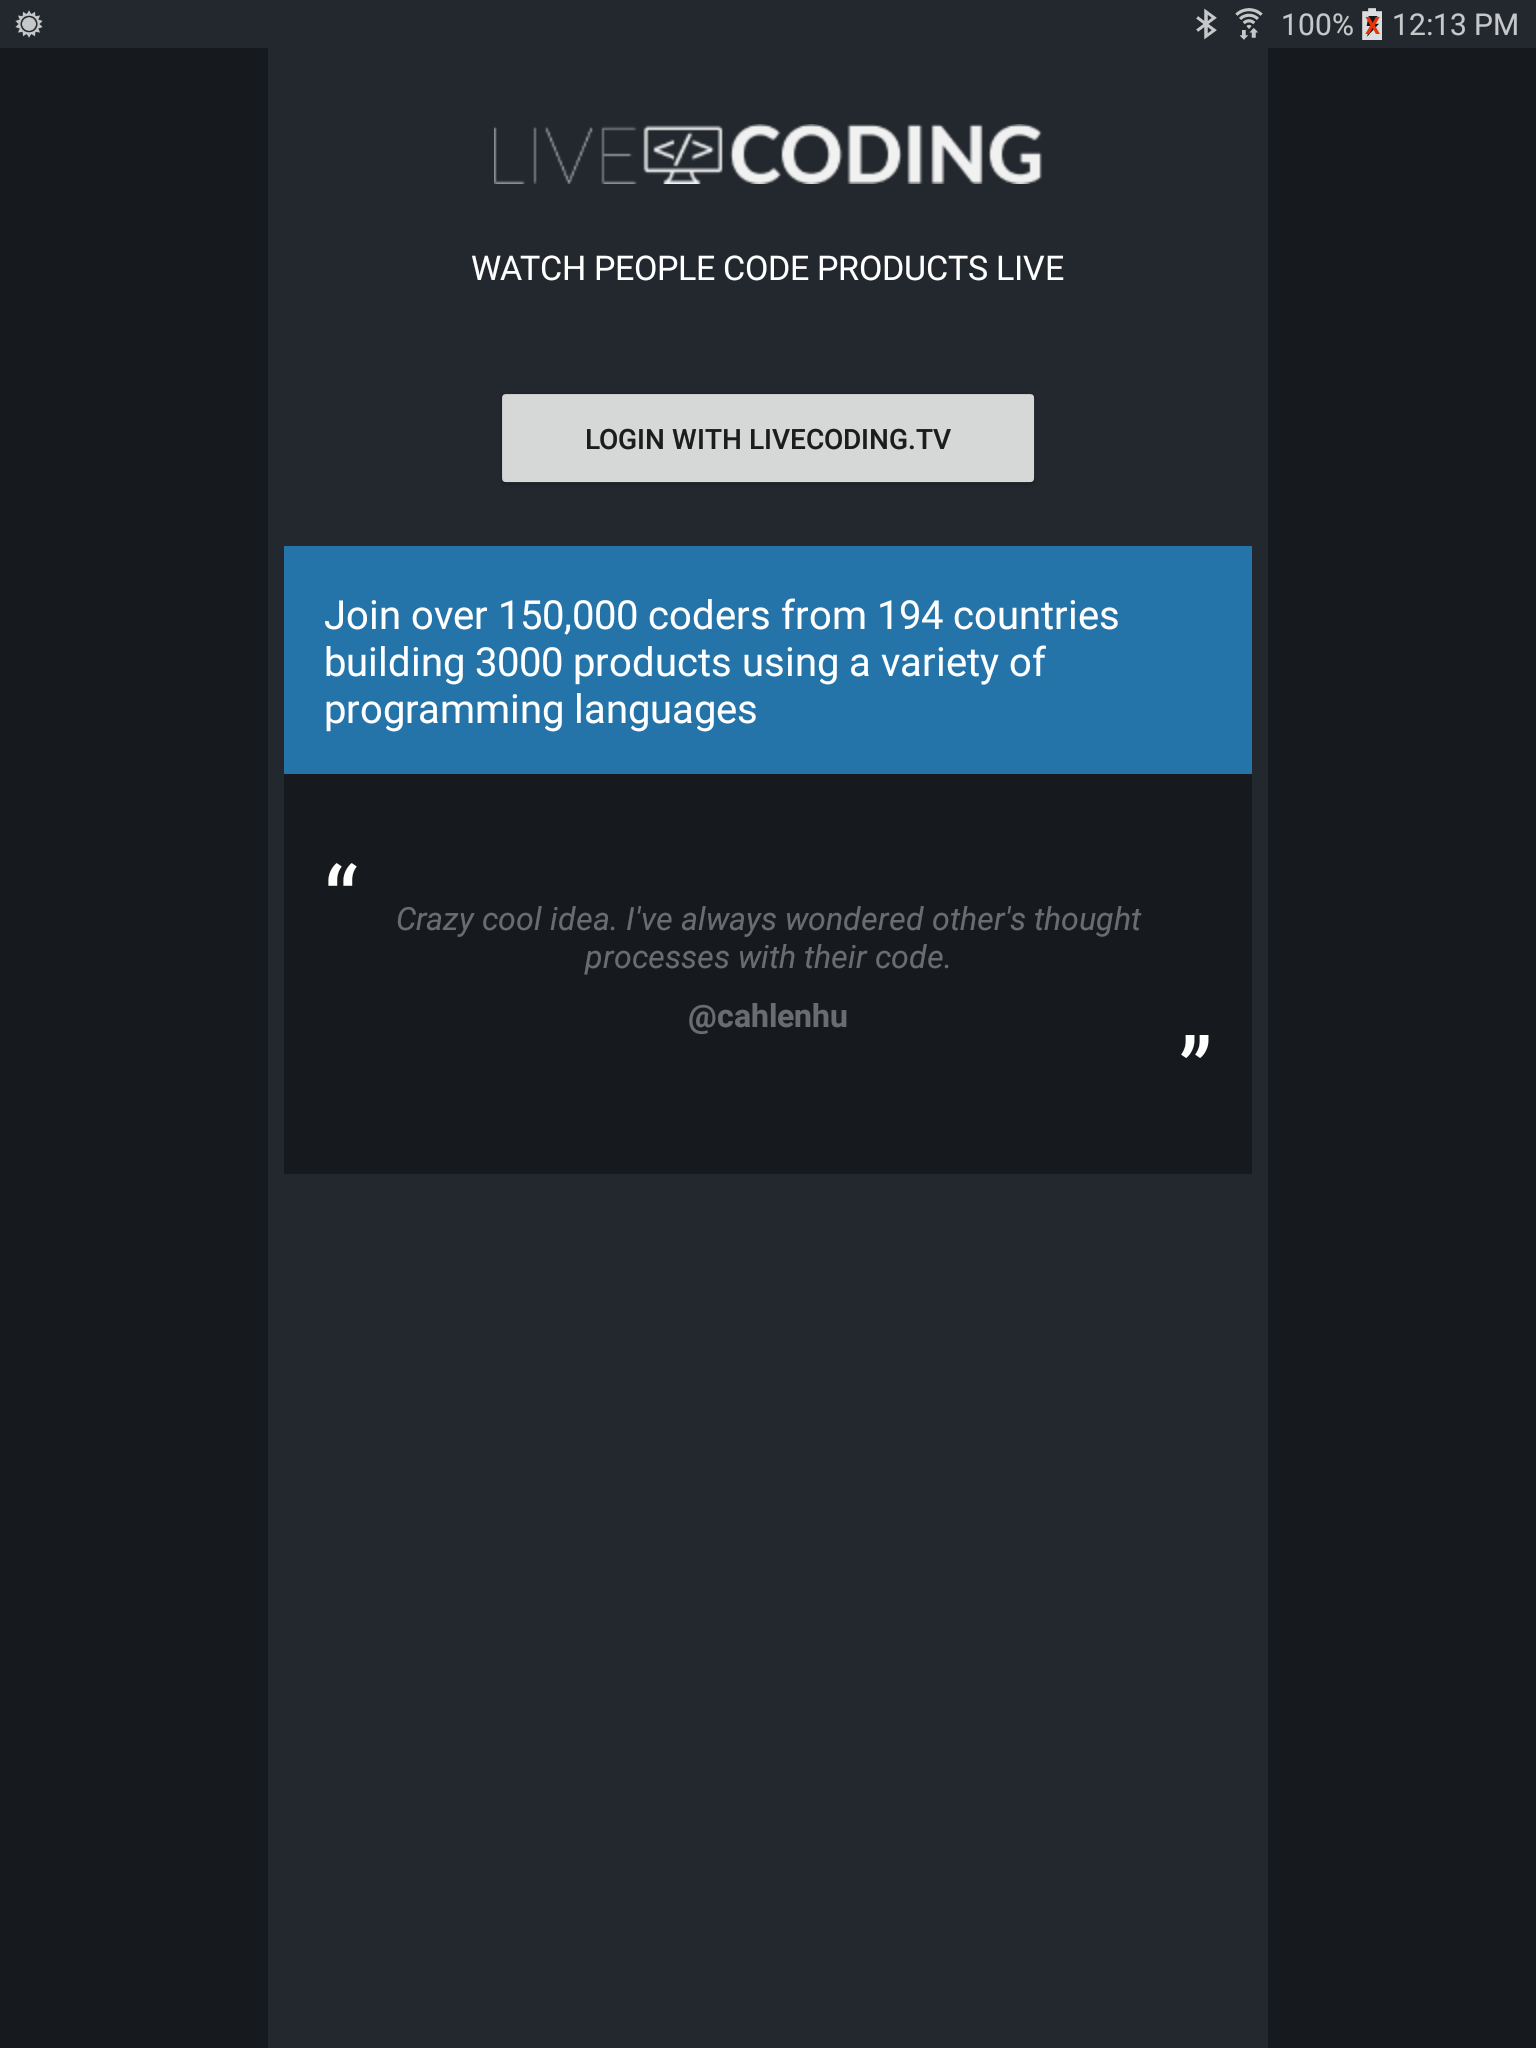 100% 12:13 PM
LIVE </> CODING
WATCH PEOPLE CODE PRODUCTS LIVE
LOGIN WITH LIVECODING.TV
Join over 150,000 coders from 194 countries
building 3000 products using a variety of
programming languages
“
Crazy cool idea. I've always wondered other's thought
processes with their code.
@cahlenhu
”